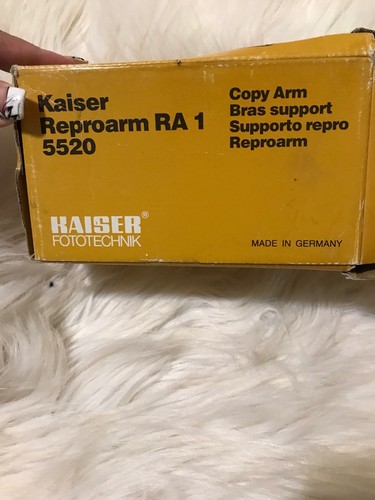 Kaiser
Reproarm RA 1
5520
Copy Arm
Bras support
Supporto repro
Reproarm
KAISER®
FOTOTECHNIK
MADE IN GERMANY